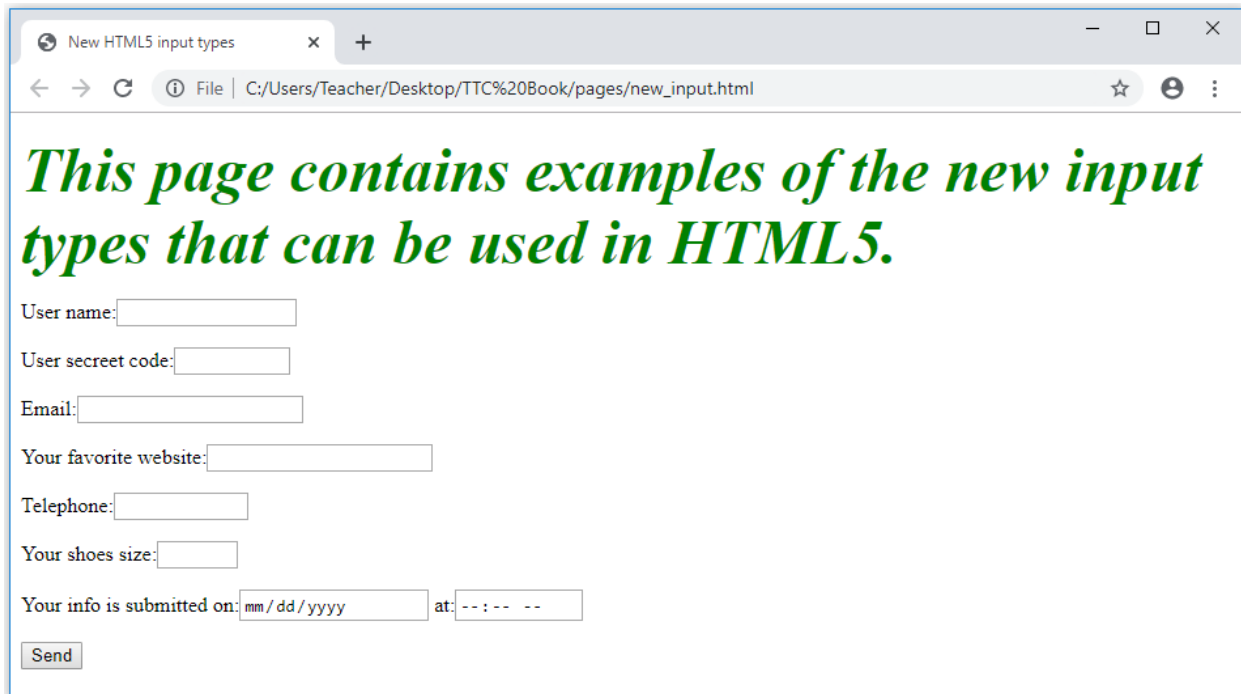 New HTML5 input types
File | C:/Users/Teacher/Desktop/TTC%20Book/pages/new_input.html
This page contains examples of the new input
types that can be used in HTML5.
User name:
User secreet code:
Email:
Your favorite website:
Telephone:
Your shoes size:
Your info is submitted on: mm/dd/yyyy at: --:-- --
Send